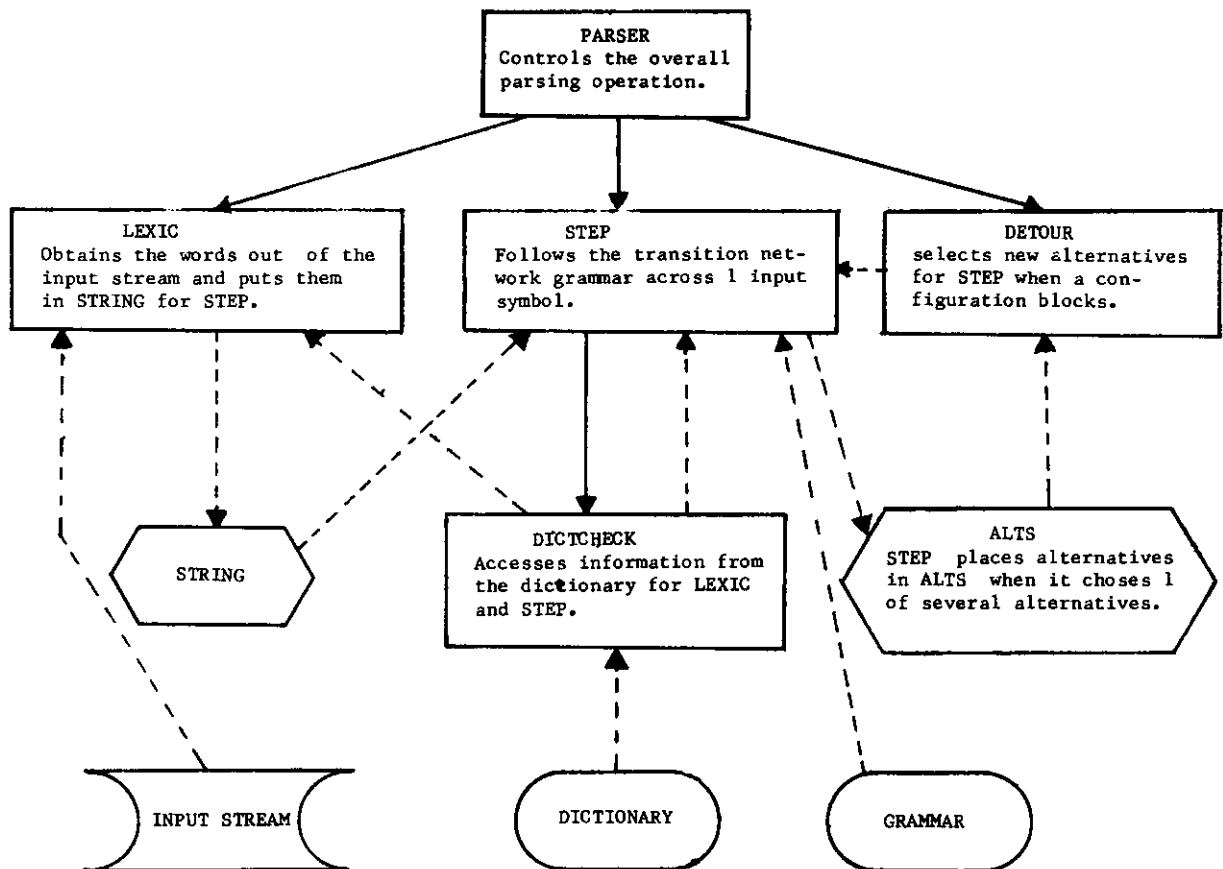 PARSER
Controls the overall
parsing operation.
LEXIC
Obtains the words out of the
input stream and puts them
in STRING for STEP.
STEP
Follows the transition net-
work grammar across 1 input
symbol.
DETOUR
selects new alternatives
for STEP when a con-
figuration blocks.
STRING
DICTCHECK
Accesses information from
the dictionary for LEXIC
and STEP.
ALTS
STEP places alternatives
in ALTS when it choses 1
of several alternatives.
INPUT STREAM
DICTIONARY
GRAMMAR